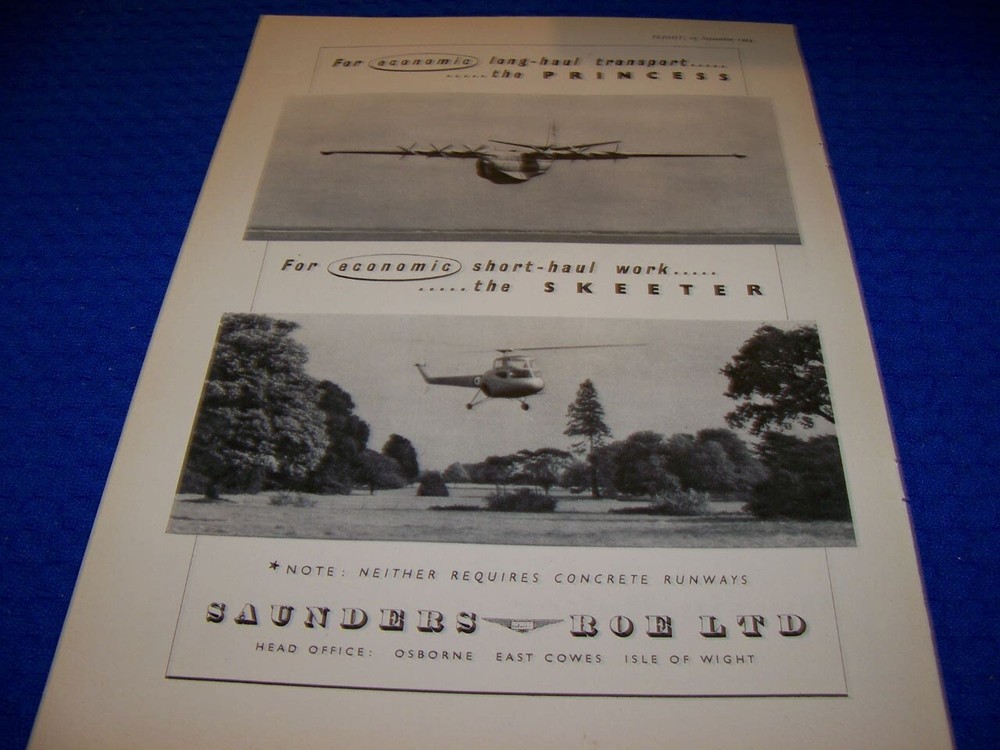 FLIGHT,
For economic long-haul transport.....
.....the PRINCESS
For economic short-haul work.....
.....the SKEETER
*NOTE: NEITHER REQUIRES CONCRETE RUNWAYS
SAUNDERS ROE LTD
HEAD OFFICE: OSBORNE EAST COWES ISLE OF WIGHT